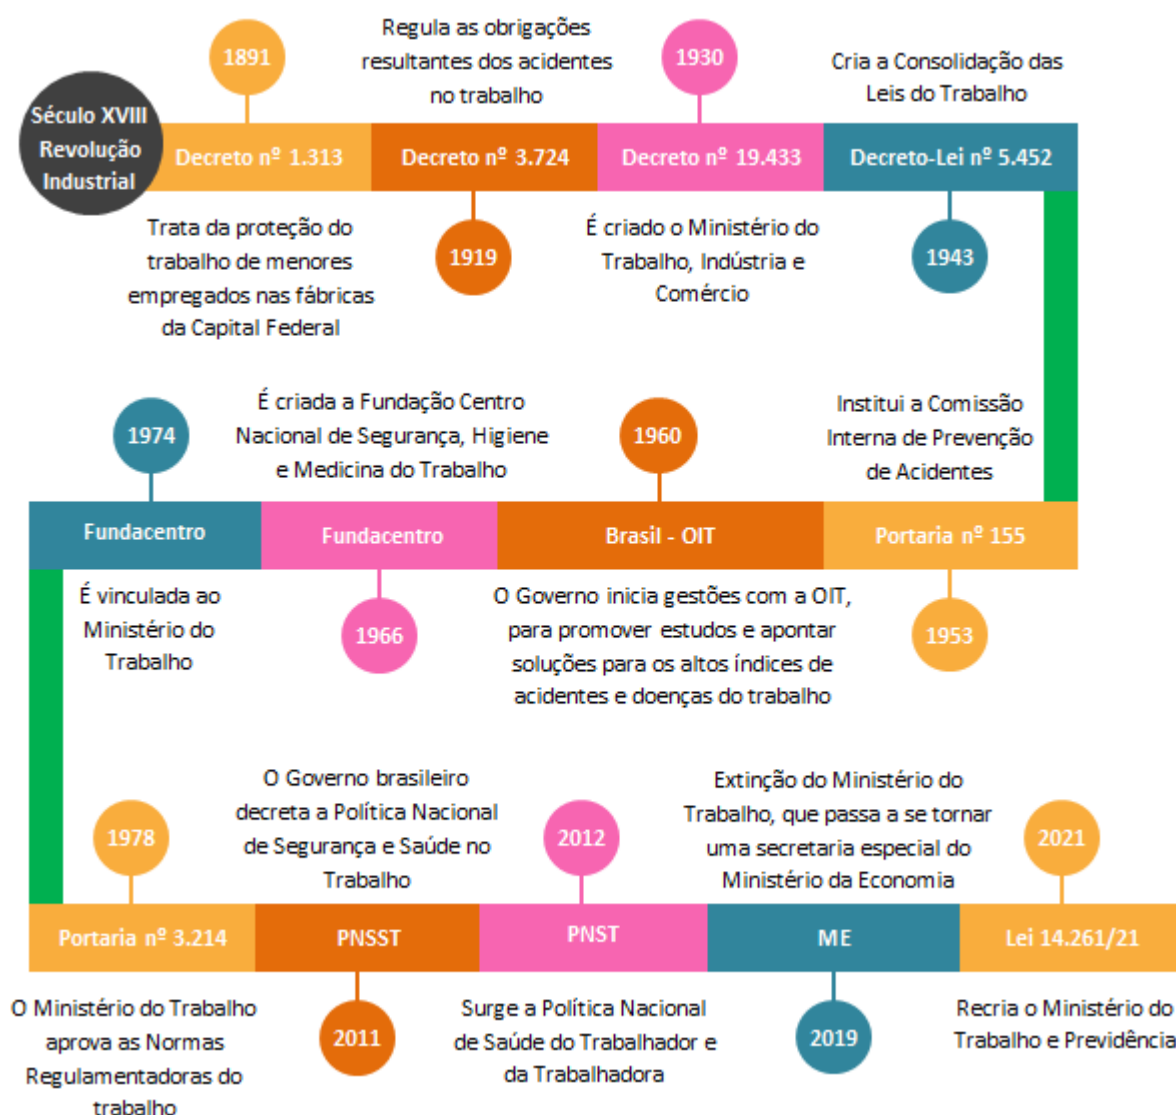 Século XVIII
Revolução
Industrial
1891
Decreto nº 1.313
Trata da proteção do
trabalho de menores
empregados nas fábricas
da Capital Federal
Regula as obrigações
resultantes dos acidentes
no trabalho
Decreto nº 3.724
1919
1930
Decreto nº 19.433
É criado o Ministério do
Trabalho, Indústria e
Comércio
Cria a Consolidação das
Leis do Trabalho
Decreto-Lei nº 5.452
1943
Institui a Comissão
Interna de Prevenção
de Acidentes
Portaria nº 155
1953
1960
Brasil - OIT
O Governo inicia gestões com a OIT,
para promover estudos e apontar
soluções para os altos índices de
acidentes e doenças do trabalho
É criada a Fundação Centro
Nacional de Segurança, Higiene
e Medicina do Trabalho
Fundacentro
1966
1974
Fundacentro
É vinculada ao
Ministério do
Trabalho
1978
Portaria nº 3.214
O Ministério do Trabalho
aprova as Normas
Regulamentadoras do
trabalho
O Governo brasileiro
decreta a Política Nacional
de Segurança e Saúde no
Trabalho
PNSST
2011
2012
PNST
Surge a Política Nacional
de Saúde do Trabalhador e
da Trabalhadora
Extinção do Ministério do
Trabalho, que passa a se tornar
uma secretaria especial do
Ministério da Economia
ME
2019
2021
Lei 14.261/21
Recria o Ministério do
Trabalho e Previdência